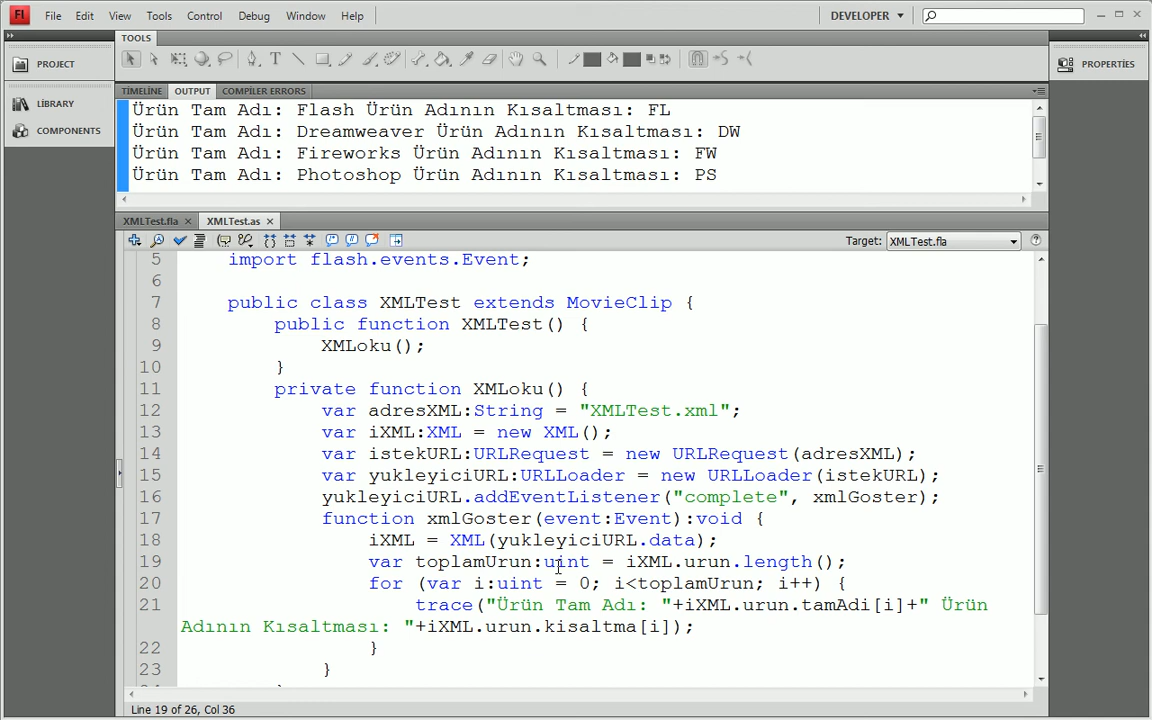 Fl File Edit View Tools Control Debug Window Help DEVELOPER
TOOLS
PROJECT
LIBRARY
COMPONENTS
PROPERTIES
TIMELINE OUTPUT COMPILER ERRORS
Ürün Tam Adı: Flash Ürün Adının Kısaltması: FL
Ürün Tam Adı: Dreamweaver Ürün Adının Kısaltması: DW
Ürün Tam Adı: Fireworks Ürün Adının Kısaltması: FW
Ürün Tam Adı: Photoshop Ürün Adının Kısaltması: PS
XMLTest.fla XMLTest.as
Target: XMLTest.fla
5 import flash.events.Event;
6
7 public class XMLTest extends MovieClip {
8 public function XMLTest() {
9 XMLoku();
10 }
11 private function XMLoku() {
12 var adresXML:String = "XMLTest.xml";
13 var iXML:XML = new XML();
14 var istekURL:URLRequest = new URLRequest(adresXML);
15 var yukleyiciURL:URLLoader = new URLLoader(istekURL);
16 yukleyiciURL.addEventListener("complete", xmlGoster);
17 function xmlGoster(event:Event):void {
18 iXML = XML(yukleyiciURL.data);
19 var toplamUrun:uint = iXML.urun.length();
20 for (var i:uint = 0; i<toplamUrun; i++) {
21 trace("Ürün Tam Adı: "+iXML.urun.tamAdi[i]+" Ürün
Adının Kısaltması: "+iXML.urun.kisaltma[i]);
22 }
23 }
Line 19 of 26, Col 36